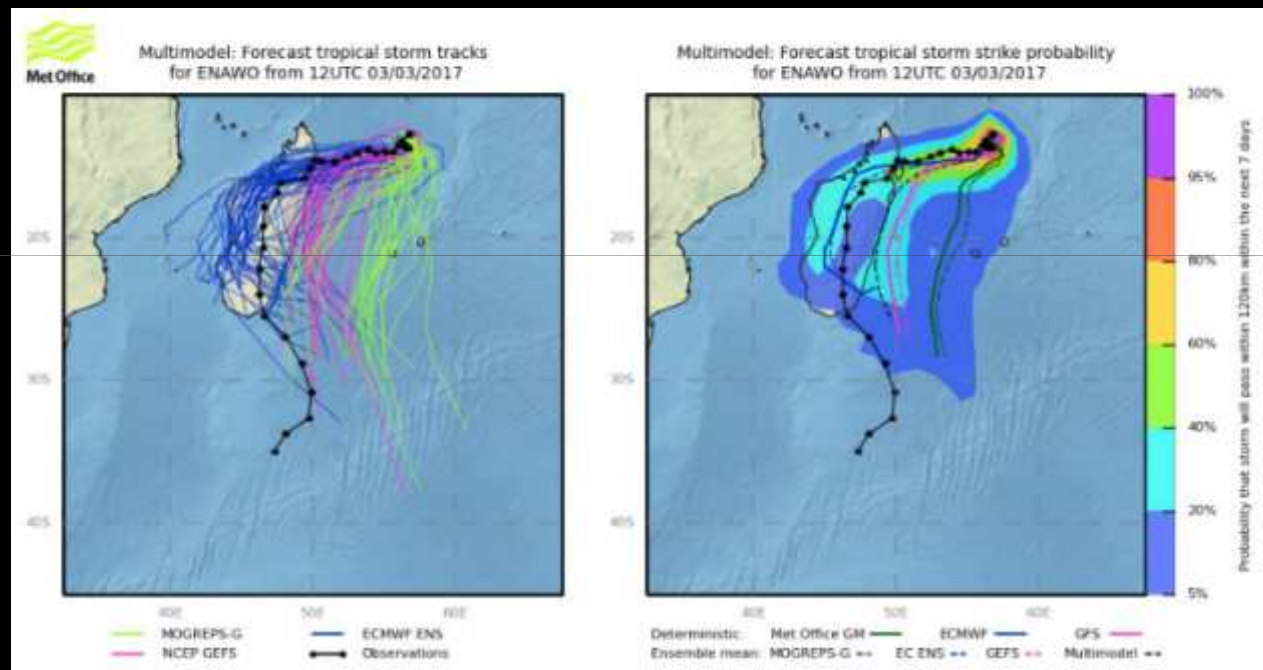 Met Office
Multimodel: Forecast tropical storm tracks
for ENAWO from 12UTC 03/03/2017
20S
30S
40S
40E
50E
60E
MOGREPS-G
ECMWF ENS
NCEP GEFS
Observations
Multimodel: Forecast tropical storm strike probability
for ENAWO from 12UTC 03/03/2017
20S
30S
40S
40E
50E
60E
100%
95%
80%
60%
40%
20%
5%
Probability that storm will pass within 120km within the next 7 days
Deterministic: Met Office GM ECMWF GFS
Ensemble mean: MOGREPS-G EC ENS GEFS Multimodel